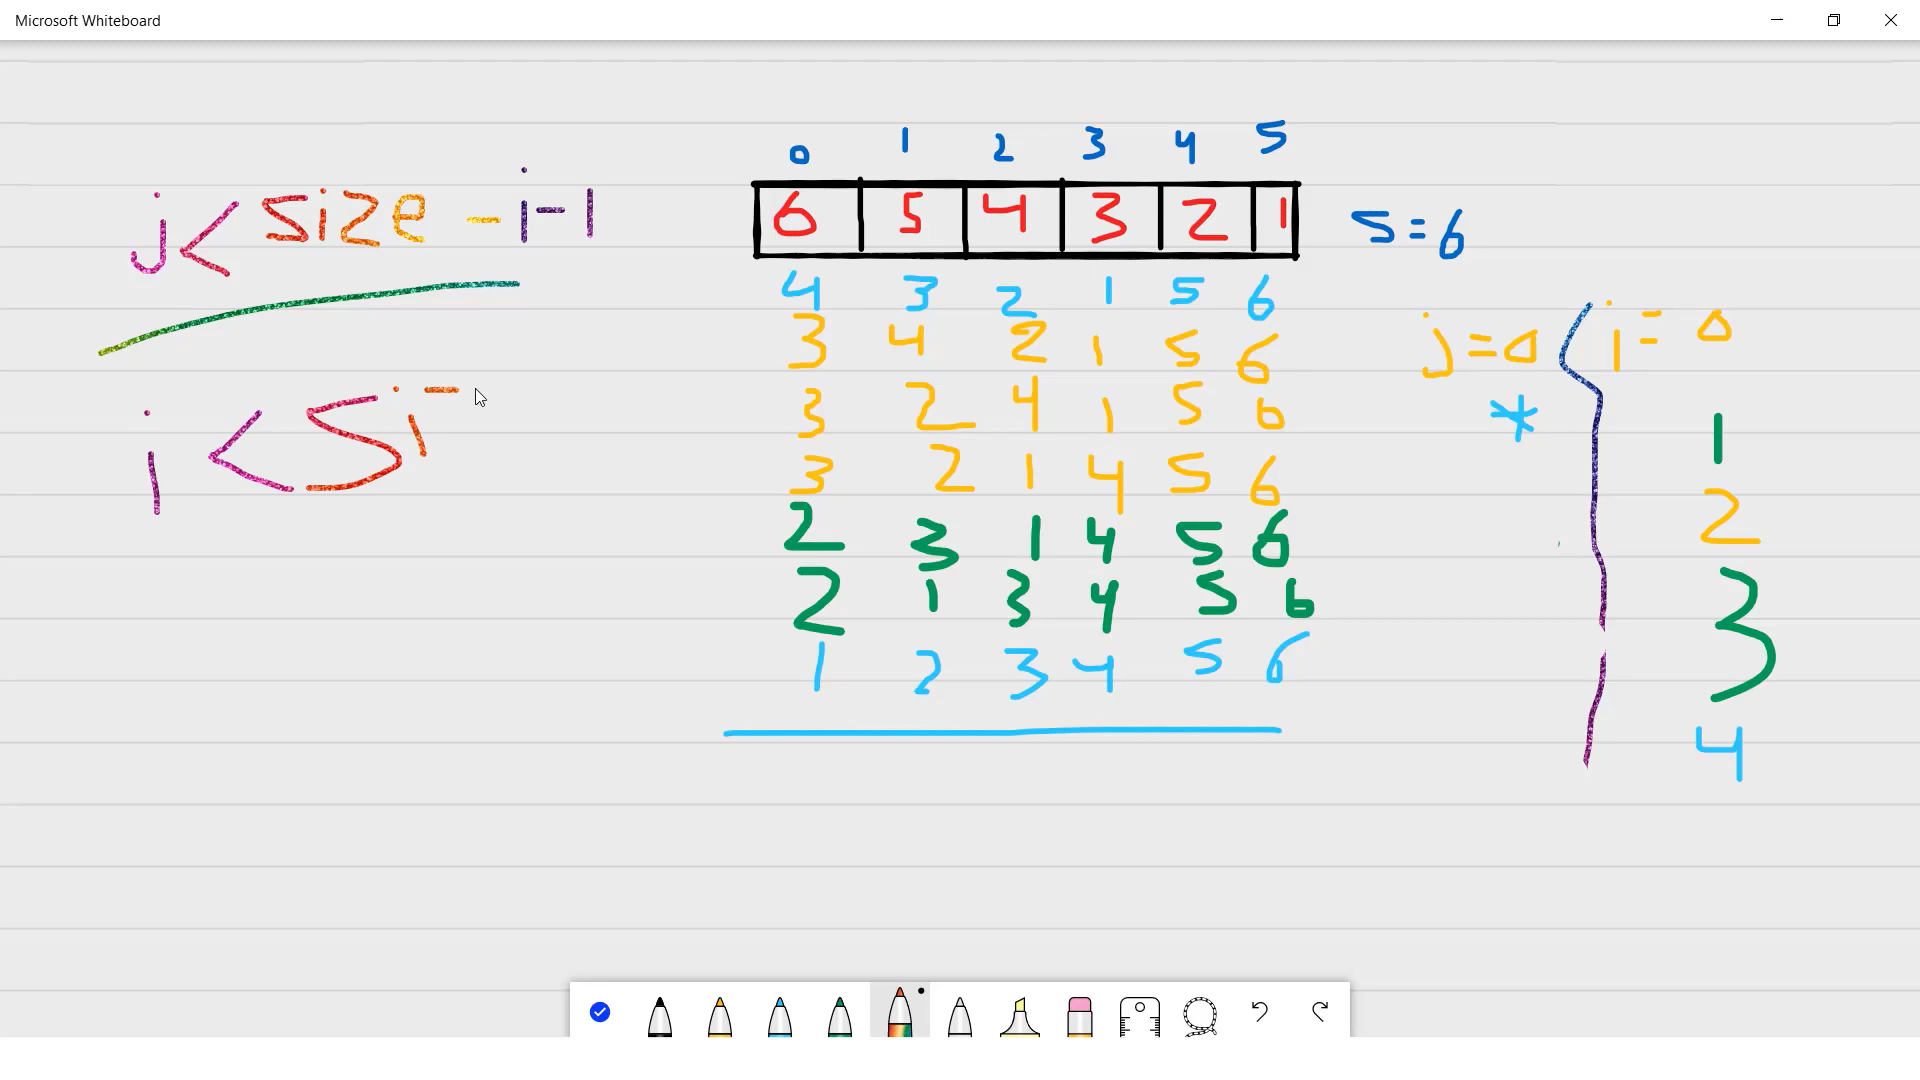 Microsoft Whiteboard
0 1 2 3 4 5
6 5 4 3 2 1
s=6
j<size-i-1
4 3 2 1 5 6
3 4 2 1 5 6
3 2 4 1 5 6
3 2 1 4 5 6
2 3 1 4 5 6
2 1 3 4 5 6
1 2 3 4 5 6
i<Si
j=0
*
i=0
1
2
3
4